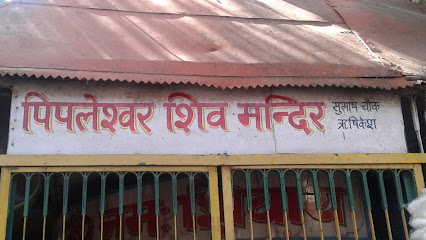 पिपलेश्वर शिव मन्दिर
सुभाष चौक
ऋषिकेश